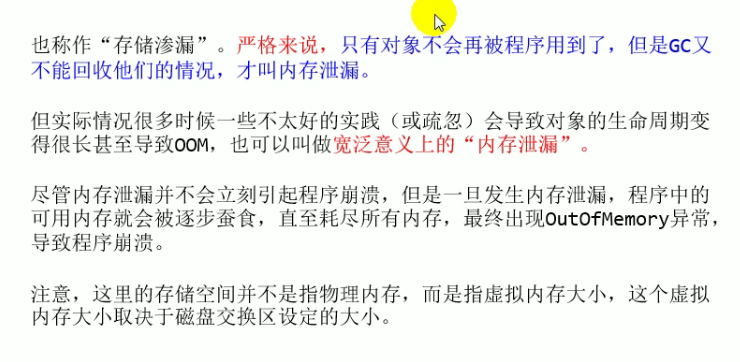 也称作“存储渗漏”。严格来说，只有对象不会再被程序用到了，但是GC又
不能回收他们的情况，才叫内存泄漏。
但实际情况很多时候一些不太好的实践（或疏忽）会导致对象的生命周期变
得很长甚至导致OOM，也可以叫做宽泛意义上的“内存泄漏”。
尽管内存泄漏并不会立刻引起程序崩溃，但是一旦发生内存泄漏，程序中的
可用内存就会被逐步蚕食，直至耗尽所有内存，最终出现OutOfMemory异常，
导致程序崩溃。
注意，这里的存储空间并不是指物理内存，而是指虚拟内存大小，这个虚拟
内存大小取决于磁盘交换区设定的大小。